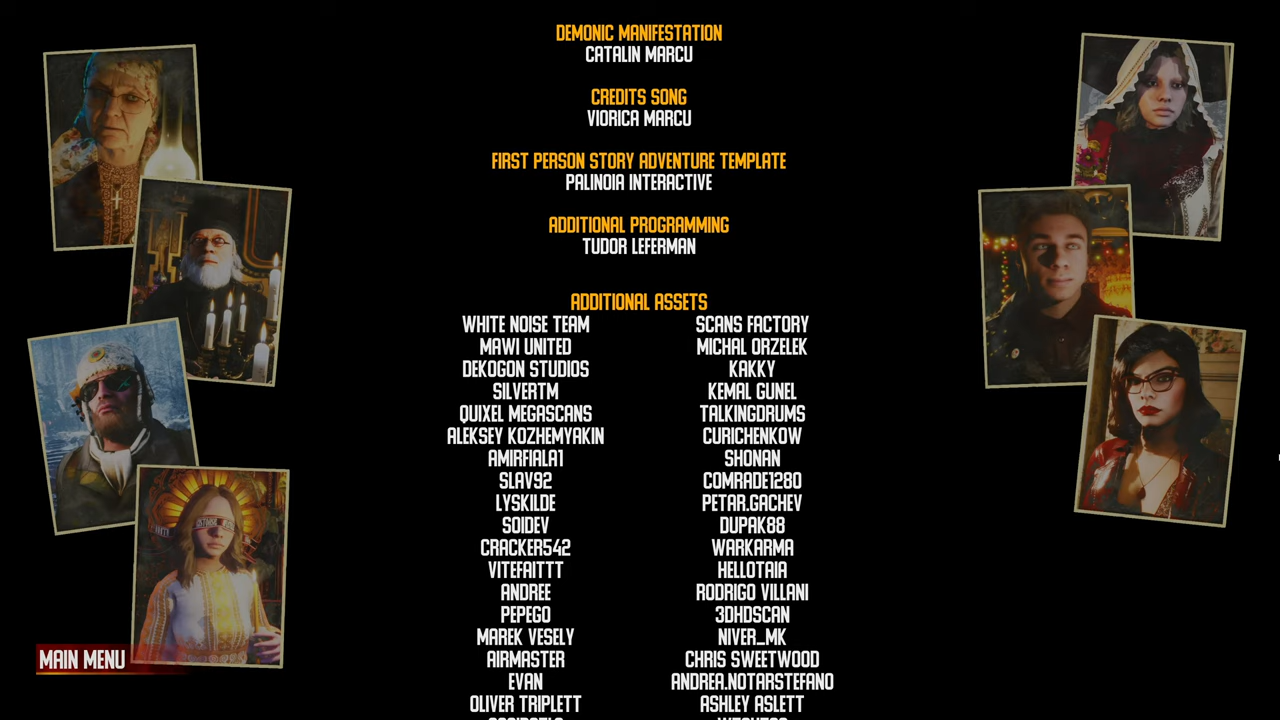 DEMONIC MANIFESTATION
CATALIN MARCU
CREDITS SONG
VIORICA MARCU
FIRST PERSON STORY ADVENTURE TEMPLATE
PALINOIA INTERACTIVE
ADDITIONAL PROGRAMMING
TUDOR LEFERMAN
ADDITIONAL ASSETS
WHITE NOISE TEAM SCANS FACTORY
MAWI UNITED MICHAL ORZELEK
DEKOGON STUDIOS KAKKY
SILVERTM KEMAL GUNEL
QUIXEL MEGASCANS TALKINGDRUMS
ALEKSEY KOZHEMYAKIN CURICHENKOW
AMIRFIALA1 SHONAN
SLAV92 COMRADE1280
LYSKILDE PETAR.GACHEV
SOIDEV DUPAK88
CRACKER542 WARKARMA
VITEFAITTT HELLOTAIA
ANDREE RODRIGO VILLANI
PEPEGO 3DHDSCAN
MAREK VESELY NIVER_MK
AIRMASTER CHRIS SWEETWOOD
EVAN ANDREA.NOTARSTEFANO
OLIVER TRIPLETT ASHLEY ASLETT
MAIN MENU